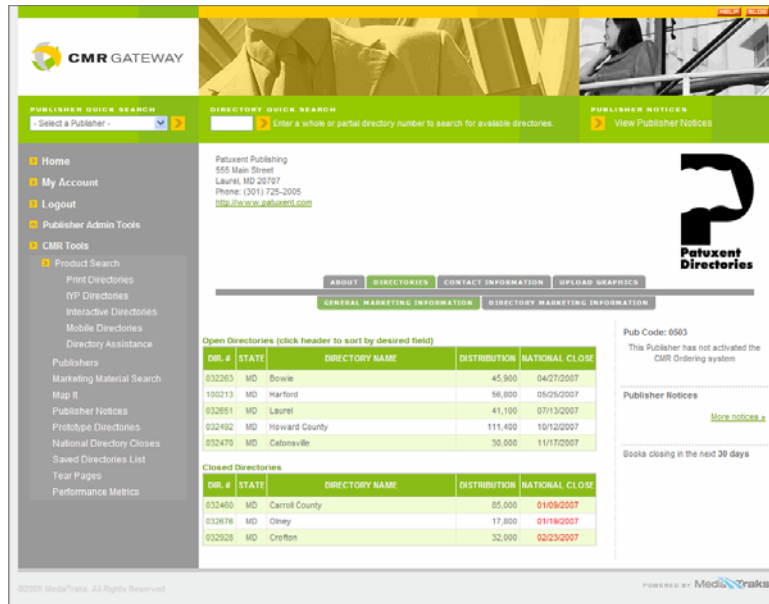 HELP BLOG
CMR GATEWAY
PUBLISHER QUICK SEARCH
- Select a Publisher -
DIRECTORY QUICK SEARCH
Enter a whole or partial directory number to search for available directories.
PUBLISHER NOTICES
View Publisher Notices
Home
My Account
Logout
Publisher Admin Tools
CMR Tools
Product Search
Print Directories
IYP Directories
Interactive Directories
Mobile Directories
Directory Assistance
Publishers
Marketing Material Search
Map It
Publisher Notices
Prototype Directories
National Directory Closes
Saved Directories List
Tear Pages
Performance Metrics
Patuxent Publishing
555 Main Street
Laurel, MD 20707
Phone: (301) 725-2005
http://www.patuxent.com
Patuxent
Directories
ABOUT DIRECTORIES CONTACT INFORMATION UPLOAD GRAPHICS
GENERAL MARKETING INFORMATION DIRECTORY MARKETING INFORMATION
Open Directories (click header to sort by desired field)
DIR. # STATE DIRECTORY NAME DISTRIBUTION NATIONAL CLOSE
032263 MD Bowie 45,900 04/27/2007
100213 MD Harford 56,800 05/25/2007
032651 MD Laurel 41,100 07/13/2007
032492 MD Howard County 111,400 10/12/2007
032470 MD Catonsville 30,000 11/17/2007
Closed Directories
DIR. # STATE DIRECTORY NAME DISTRIBUTION NATIONAL CLOSE
032460 MD Carroll County 85,000 01/09/2007
032676 MD Olney 17,800 01/19/2007
032928 MD Crofton 32,000 02/23/2007
Pub Code: 0503
This Publisher has not activated the
CMR Ordering system
Publisher Notices
More notices »
Books closing in the next 30 days
©2005 MediaTraks. All Rights Reserved
POWERED BY MediaTraks